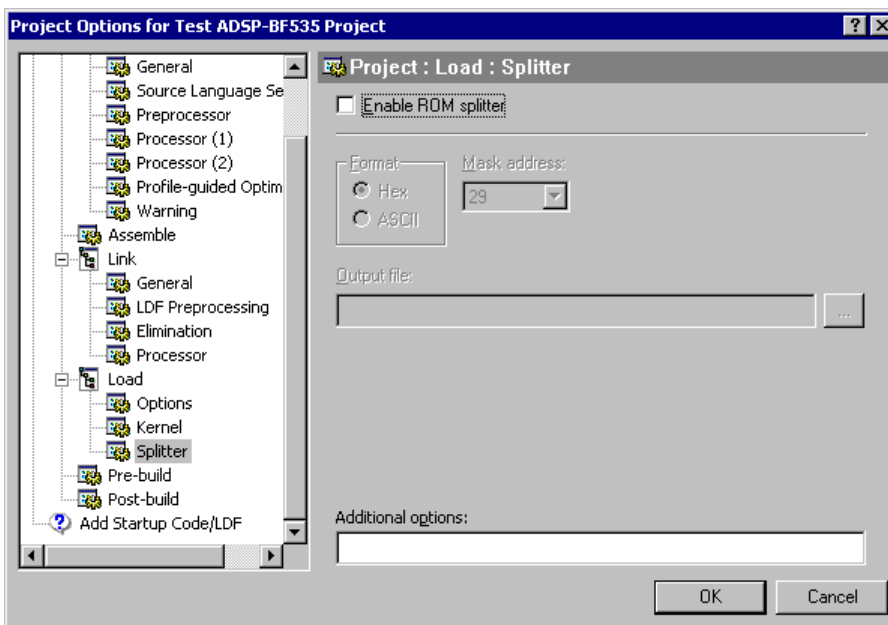 Project Options for Test ADSP-BF535 Project
General
Source Language Se
Preprocessor
Processor (1)
Processor (2)
Profile-guided Optim
Warning
Assemble
Link
General
LDF Preprocessing
Elimination
Processor
Load
Options
Kernel
Splitter
Pre-build
Post-build
Add Startup Code/LDF
Project : Load : Splitter
Enable ROM splitter
Format
Hex
ASCII
Mask address:
29
Output file:
...
Additional options:
OK
Cancel